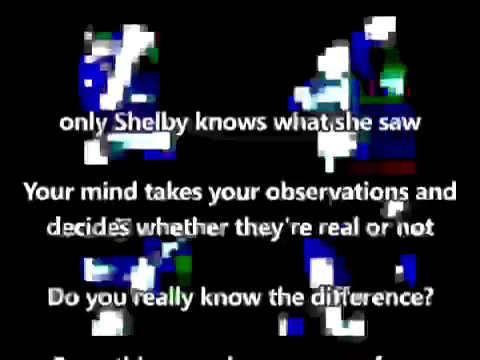 only Shelby knows what she saw
Your mind takes your observations and
decides whether they're real or not
Do you really know the difference?